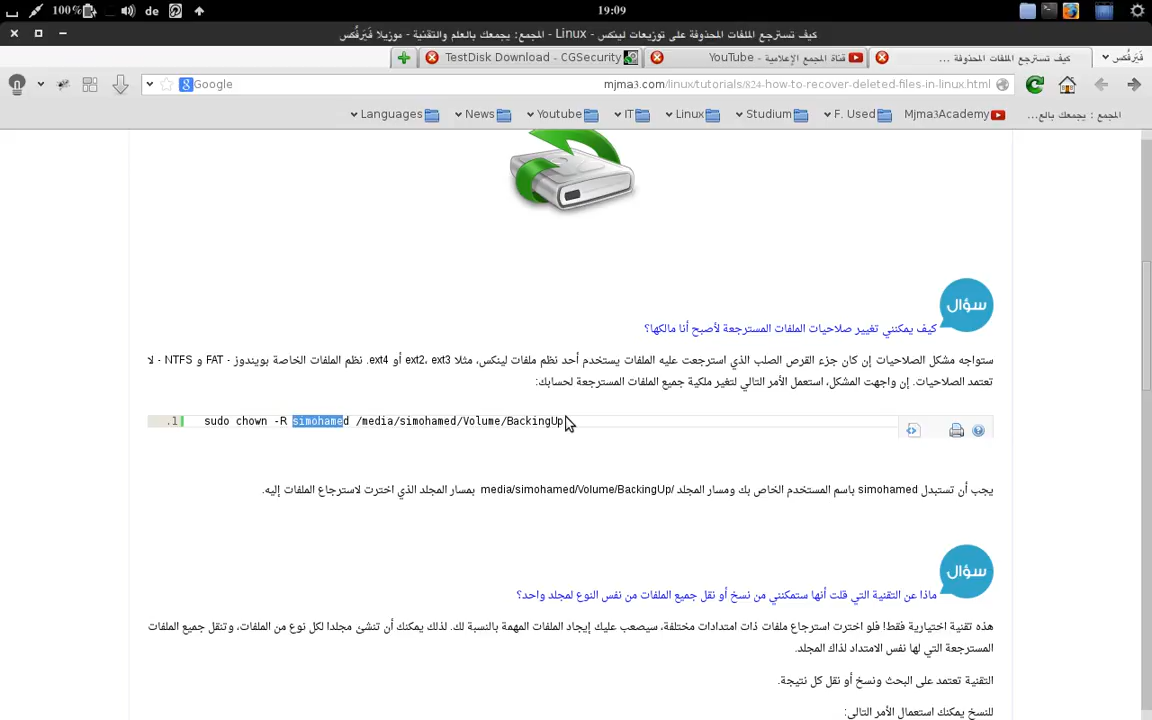 100%
de
19:09
كيف تسترجع الملفات المحذوفة على توزيعات لينكس - Linux - المجمع: يجمعك بالعلم والتقنية - موزيلا فَيَرفُكس
فَيَرفُكس
كيف تسترجع الملفات المحذوفة ...
قناة المجمع الإعلامية - YouTube
TestDisk Download - CGSecurity
mjma3.com/linux/tutorials/824-how-to-recover-deleted-files-in-linux.html
Google
المجمع : يجمعك بالع...
Mjma3Academy
F. Used
Studium
Linux
IT
Youtube
News
Languages
سؤال
كيف يمكنني تغيير صلاحيات الملفات المسترجعة لأصبح أنا مالكها؟
ستواجه مشكل الصلاحيات إن كان جزء القرص الصلب الذي استرجعت عليه الملفات يستخدم أحد نظم ملفات لينكس، مثلا ext2، ext3 أو ext4. نظم الملفات الخاصة بويندوز - FAT و NTFS - لا
تعتمد الصلاحيات. إن واجهت المشكل، استعمل الأمر التالي لتغير ملكية جميع الملفات المسترجعة لحسابك:
1. sudo chown -R simohamed /media/simohamed/Volume/BackingUp
يجب أن تستبدل simohamed باسم المستخدم الخاص بك ومسار المجلد /media/simohamed/Volume/BackingUp بمسار المجلد الذي اخترت لاسترجاع الملفات إليه.
سؤال
ماذا عن التقنية التي قلت أنها ستمكنني من نسخ أو نقل جميع الملفات من نفس النوع لمجلد واحد؟
هذه تقنية اختيارية فقط! فلو اخترت استرجاع ملفات ذات امتدادات مختلفة، سيصعب عليك إيجاد الملفات المهمة بالنسبة لك. لذلك يمكنك أن تنشئ مجلدا لكل نوع من الملفات، وتنقل جميع الملفات
المسترجعة التي لها نفس الامتداد لذاك المجلد.
التقنية تعتمد على البحث ونسخ أو نقل كل نتيجة.
للنسخ يمكنك استعمال الأمر التالي: